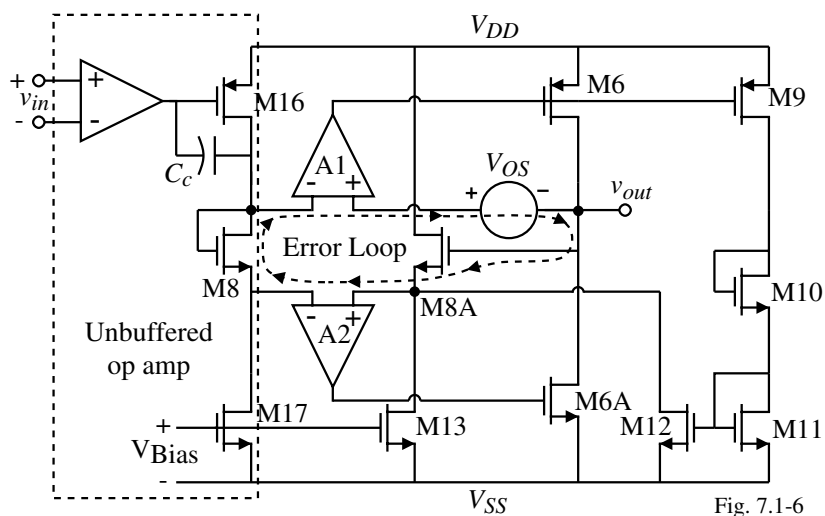 V_DD
+
+
v_in
-
-
M16
C_c
A1
-
+
M6
M9
+
V_OS
−
v_out
Error Loop
M8
M8A
M10
-
+
A2
Unbuffered
op amp
M17
M13
M6A
M12
M11
+
V_Bias
-
V_SS
Fig. 7.1-6